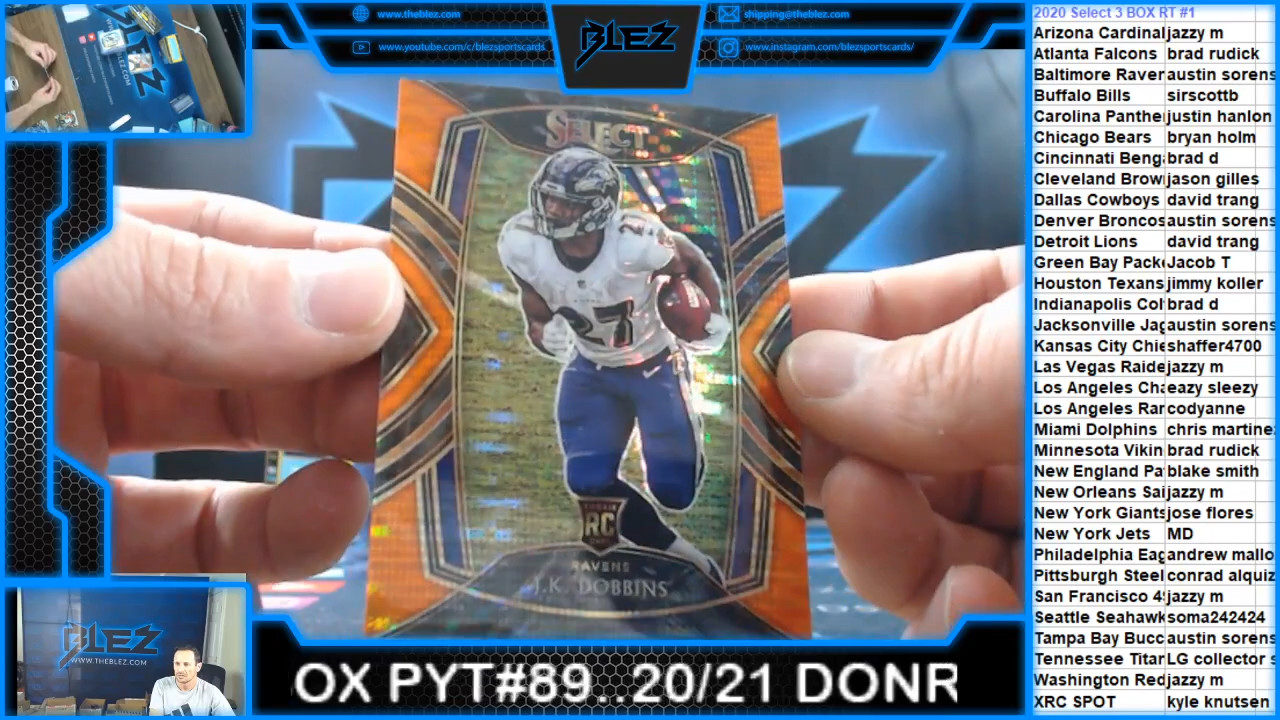 www.theblez.com
shipping@theblez.com
www.youtube.com/c/blezsportscards
www.instagram.com/blezsportscards/
BLEZ
SELECT
27
RC
RAVENS
J.K. DOBBINS
BLEZ
WWW.THEBLEZ.COM
OX PYT#89...20/21 DONR
2020 Select 3 BOX RT #1
Arizona Cardinal jazzy m
Atlanta Falcons brad rudick
Baltimore Raver austin sorens
Buffalo Bills sirscottb
Carolina Panthe justin hanlon
Chicago Bears bryan holm
Cincinnati Beng brad d
Cleveland Brow jason gilles
Dallas Cowboys david trang
Denver Broncos austin sorens
Detroit Lions david trang
Green Bay Pack Jacob T
Houston Texans jimmy koller
Indianapolis Col brad d
Jacksonville Jag austin sorens
Kansas City Chie shaffer4700
Las Vegas Raide jazzy m
Los Angeles Cha eazy sleezy
Los Angeles Rar codyanne
Miami Dolphins chris martine
Minnesota Vikin brad rudick
New England Pa blake smith
New Orleans Sai jazzy m
New York Giants jose flores
New York Jets MD
Philadelphia Eag andrew mallo
Pittsburgh Steel conrad alquiz
San Francisco 4 jazzy m
Seattle Seahawk soma242424
Tampa Bay Bucc austin sorens
Tennessee Titar LG collector s
Washington Red jazzy m
XRC SPOT kyle knutsen